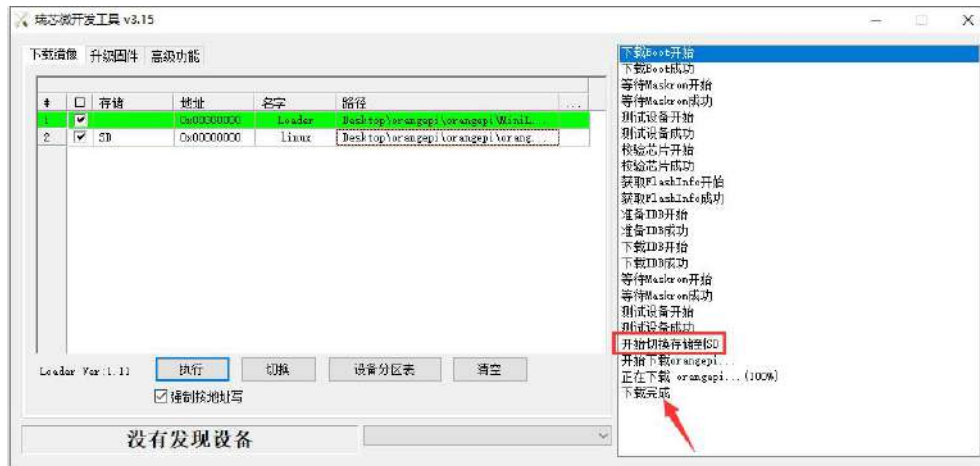 瑞芯微开发工具 v3.15
下载镜像 升级固件 高级功能
# 存储 地址 名字 路径 ...
1 0x00000000 Loader Desktop\orangepi\orangepi\MiniL...
2 SD 0x00000000 linux Desktop\orangepi\orangepi\orang...
Loader Ver:1.11 执行 切换 设备分区表 清空
强制按地址写
没有发现设备
下载Boot开始
下载Boot成功
等待Maskrom开始
等待Maskrom成功
测试设备开始
测试设备成功
校验芯片开始
校验芯片成功
获取FlashInfo开始
获取FlashInfo成功
准备IDB开始
准备IDB成功
下载IDB开始
下载IDB成功
等待Maskrom开始
等待Maskrom成功
测试设备开始
测试设备成功
开始切换存储到SD
开始下载orangepi...
正在下载 orangepi...(100%)
下载完成